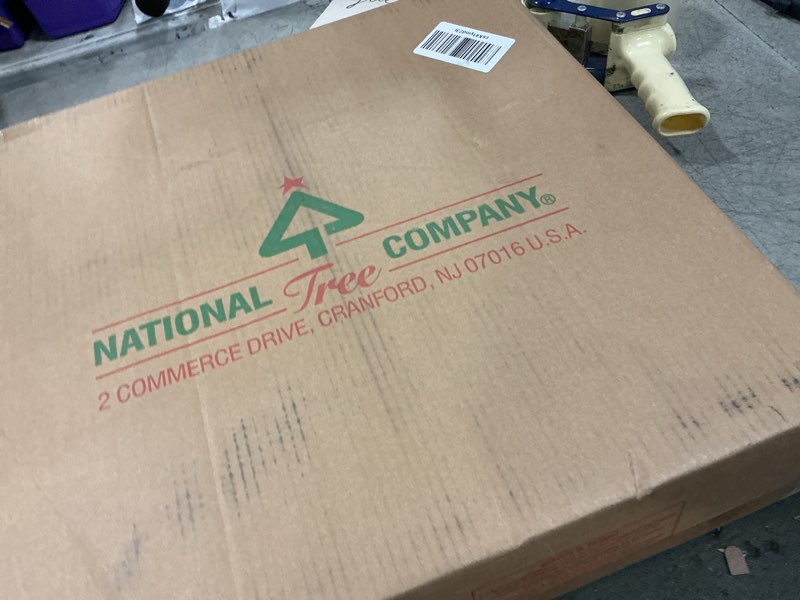 NATIONAL Tree COMPANY®
2 COMMERCE DRIVE, CRANFORD, NJ 07016 U.S.A.